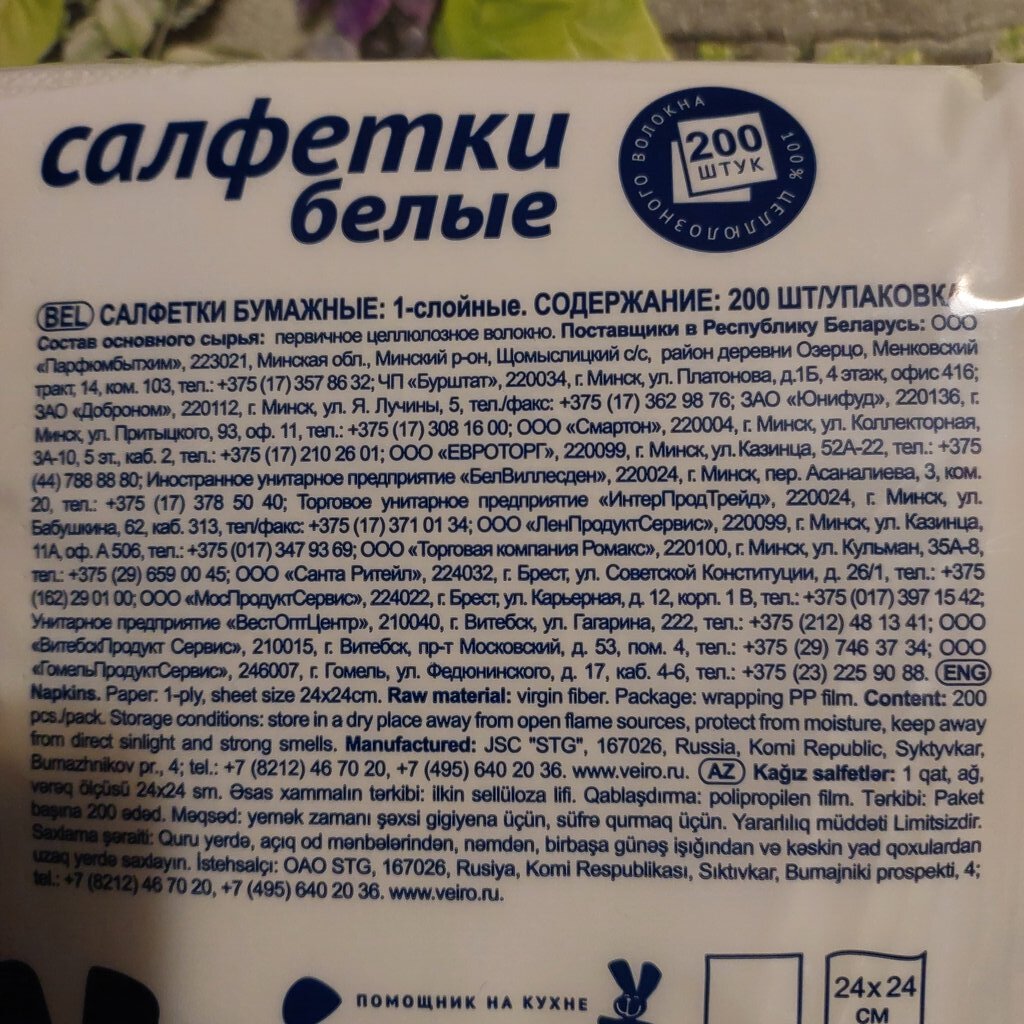 салфетки
белые
100% ЦЕЛЛЮЛОЗНОГО ВОЛОКНА
200
ШТУК
BEL САЛФЕТКИ БУМАЖНЫЕ: 1-слойные. СОДЕРЖАНИЕ: 200 ШТ/УПАКОВКА
Состав основного сырья: первичное целлюлозное волокно. Поставщики в Республику Беларусь: ООО
«Парфюмбытхим», 223021, Минская обл., Минский р-он, Щомыслицкий с/с, район деревни Озерцо, Менковский
тракт, 14, ком. 103, тел.: +375 (17) 357 86 32; ЧП «Бурштат», 220034, г. Минск, ул. Платонова, д.1Б, 4 этаж, офис 416;
ЗАО «Доброном», 220112, г. Минск, ул. Я. Лучины, 5, тел./факс: +375 (17) 362 98 76; ЗАО «Юнифуд», 220136, г.
Минск, ул. Притыцкого, 93, оф. 11, тел.: +375 (17) 308 16 00; ООО «Смартон», 220004, г. Минск, ул. Коллекторная,
3А-10, 5 эт., каб. 2, тел.: +375 (17) 210 26 01; ООО «ЕВРОТОРГ», 220099, г. Минск, ул. Казинца, 52А-22, тел.: +375
(44) 788 88 80; Иностранное унитарное предприятие «БелВиллесден», 220024, г. Минск, пер. Асаналиева, 3, ком.
20, тел.: +375 (17) 378 50 40; Торговое унитарное предприятие «ИнтерПродТрейд», 220024, г. Минск, ул.
Бабушкина, 62, каб. 313, тел/факс: +375 (17) 371 01 34; ООО «ЛенПродуктСервис», 220099, г. Минск, ул. Казинца,
11А, оф. А 506, тел.: +375 (017) 347 93 69; ООО «Торговая компания Ромакс», 220100, г. Минск, ул. Кульман, 35А-8,
тел.: +375 (29) 659 00 45; ООО «Санта Ритейл», 224032, г. Брест, ул. Советской Конституции, д. 26/1, тел.: +375
(162) 29 01 00; ООО «МосПродуктСервис», 224022, г. Брест, ул. Карьерная, д. 12, корп. 1 В, тел.: +375 (017) 397 15 42;
Унитарное предприятие «ВестОптЦентр», 210040, г. Витебск, ул. Гагарина, 222, тел.: +375 (212) 48 13 41; ООО
«ВитебскПродукт Сервис», 210015, г. Витебск, пр-т Московский, д. 53, пом. 4, тел.: +375 (29) 746 37 34; ООО
«ГомельПродуктСервис», 246007, г. Гомель, ул. Федюнинского, д. 17, каб. 4-6, тел.: +375 (23) 225 90 88. ENG
Napkins. Paper: 1-ply, sheet size 24x24cm. Raw material: virgin fiber. Package: wrapping PP film. Content: 200
pcs./pack. Storage conditions: store in a dry place away from open flame sources, protect from moisture, keep away
from direct sinlight and strong smells. Manufactured: JSC "STG", 167026, Russia, Komi Republic, Syktyvkar,
Bumazhnikov pr., 4; tel.: +7 (8212) 46 70 20, +7 (495) 640 20 36. www.veiro.ru. AZ Kağız salfetlər: 1 qat, ağ,
vərəq ölçüsü 24x24 sm. Əsas xammalın tərkibi: ilkin sellüloza lifi. Qablaşdırma: polipropilen film. Tərkibi: Paket
başına 200 ədəd. Məqsəd: yemək zamanı şəxsi gigiyena üçün, süfrə qurmaq üçün. Yararlılıq müddəti Limitsizdir.
Saxlama şəraiti: Quru yerdə, açıq od mənbələrindən, nəmdən, birbaşa günəş işığından və kəskin yad qoxulardan
uzaq yerdə saxlayın. İstehsalçı: OAO STG, 167026, Rusiya, Komi Respublikası, Sıktıvkar, Bumajniki prospekti, 4;
tel.: +7 (8212) 46 70 20, +7 (495) 640 20 36. www.veiro.ru.
ПОМОЩНИК НА КУХНЕ
24x24
СМ